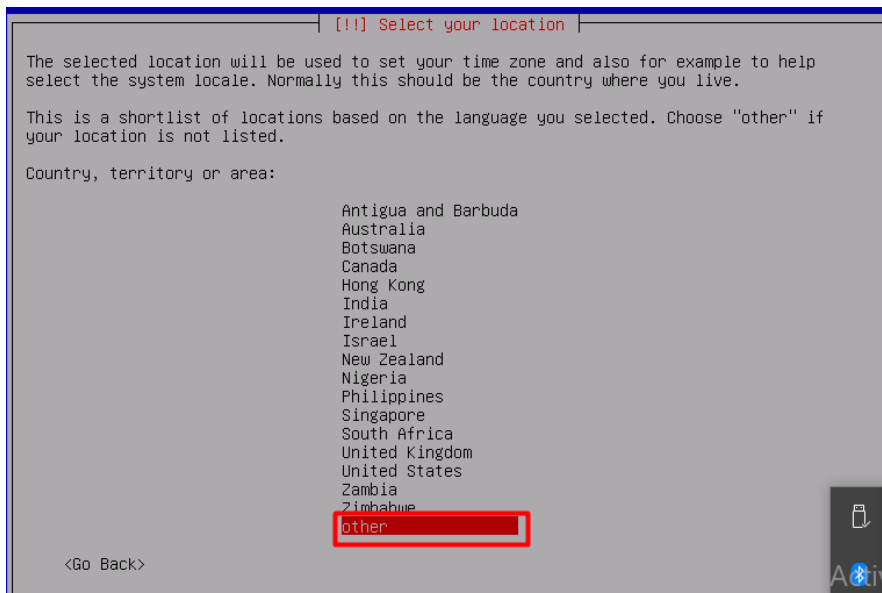 [!!] Select your location
The selected location will be used to set your time zone and also for example to help
select the system locale. Normally this should be the country where you live.
This is a shortlist of locations based on the language you selected. Choose "other" if
your location is not listed.
Country, territory or area:
Antigua and Barbuda
Australia
Botswana
Canada
Hong Kong
India
Ireland
Israel
New Zealand
Nigeria
Philippines
Singapore
South Africa
United Kingdom
United States
Zambia
Zimbabwe
other
<Go Back>